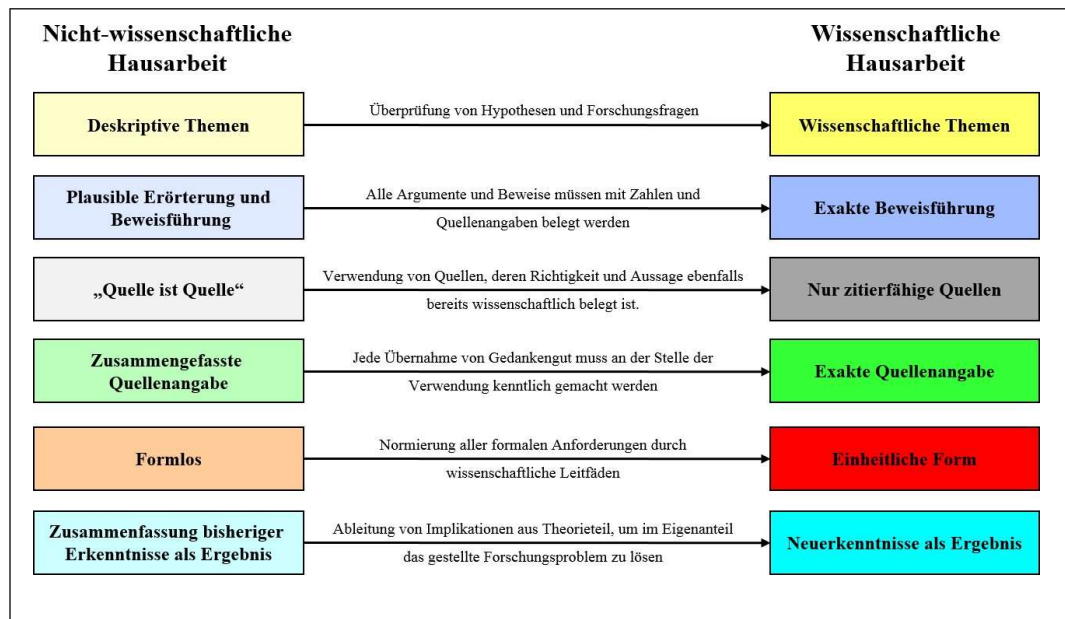 Nicht-wissenschaftliche
Hausarbeit
Wissenschaftliche
Hausarbeit
Deskriptive Themen
Überprüfung von Hypothesen und Forschungsfragen
Wissenschaftliche Themen
Plausible Erörterung und
Beweisführung
Alle Argumente und Beweise müssen mit Zahlen und
Quellenangaben belegt werden
Exakte Beweisführung
„Quelle ist Quelle“
Verwendung von Quellen, deren Richtigkeit und Aussage ebenfalls
bereits wissenschaftlich belegt ist.
Nur zitierfähige Quellen
Zusammengefasste
Quellenangabe
Jede Übernahme von Gedankengut muss an der Stelle der
Verwendung kenntlich gemacht werden
Exakte Quellenangabe
Formlos
Normierung aller formalen Anforderungen durch
wissenschaftliche Leitfäden
Einheitliche Form
Zusammenfassung bisheriger
Erkenntnisse als Ergebnis
Ableitung von Implikationen aus Theorieteil, um im Eigenanteil
das gestellte Forschungsproblem zu lösen
Neuerkenntnisse als Ergebnis